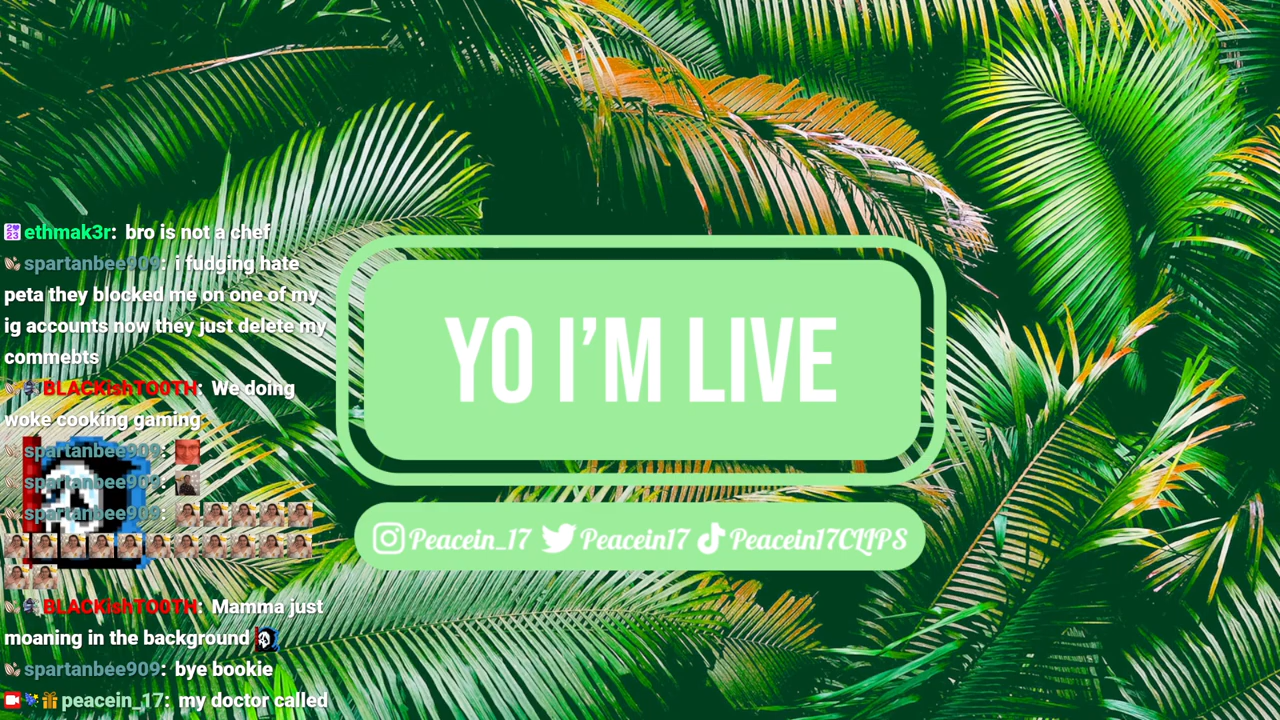 ethmak3r: bro is not a chef
spartanbee909: i fudging hate
peta they blocked me on one of my
ig accounts now they just delete my
commebts
BLACKishTO0TH: We doing
woke cooking gaming
spartanbee909:
spartanbee909:
spartanbee909:
BLACKishTO0TH: Mamma just
moaning in the background
spartanbee909: bye bookie
peacein_17: my doctor called
YO I’M LIVE
Peacein_17 Peacein17 Peacein17CLIPS